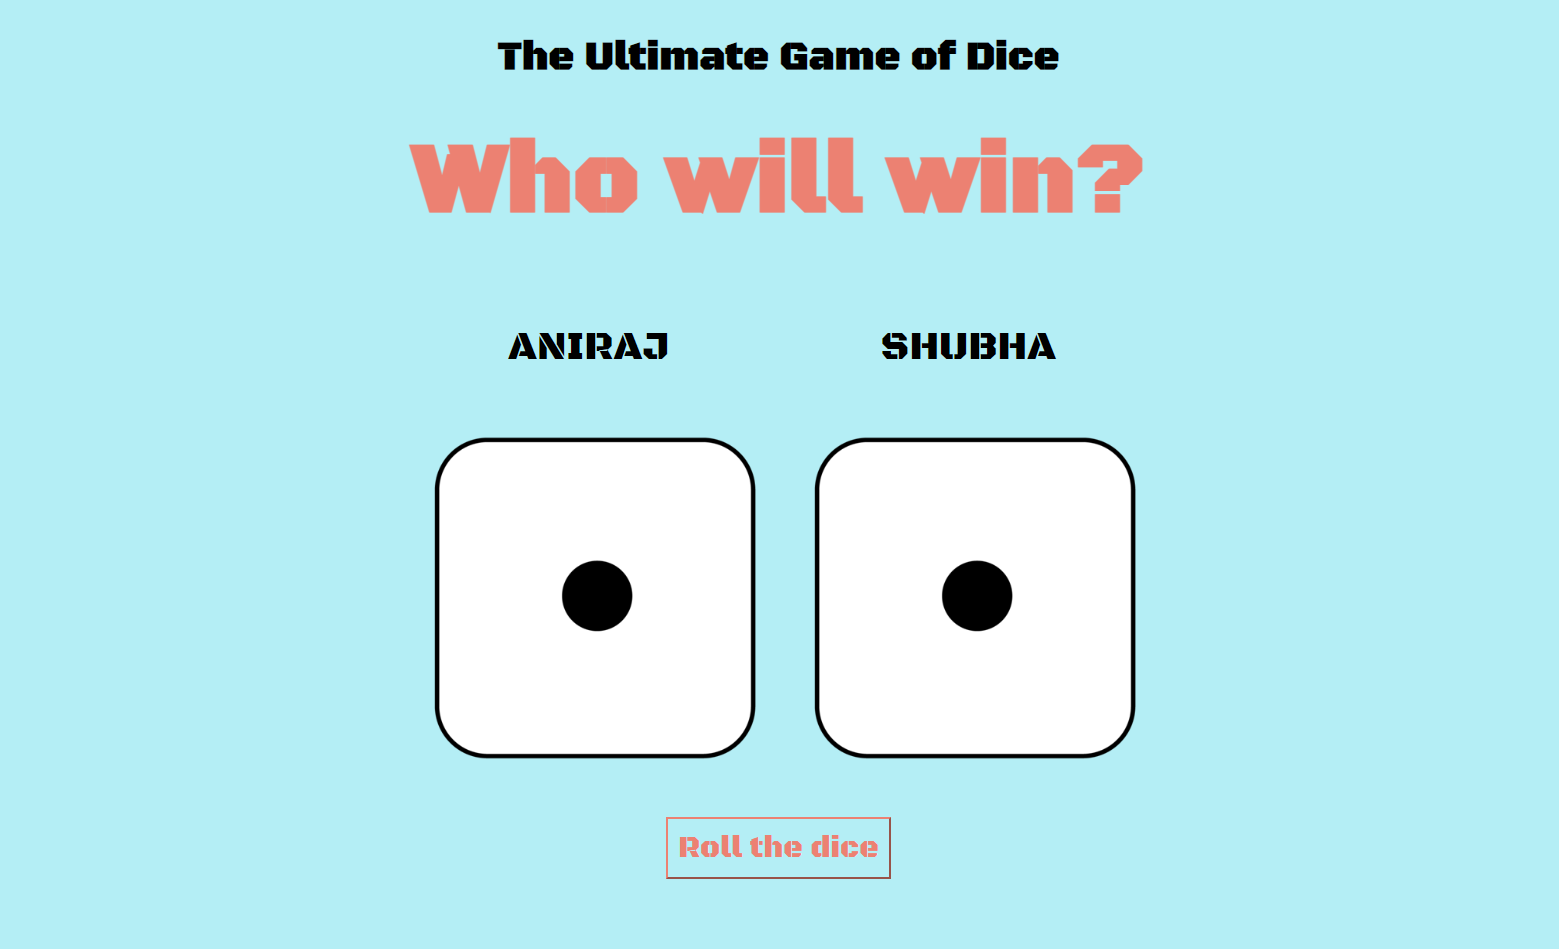 The Ultimate Game of Dice
Who will win?
ANIRAJ SHUBHA
Roll the dice